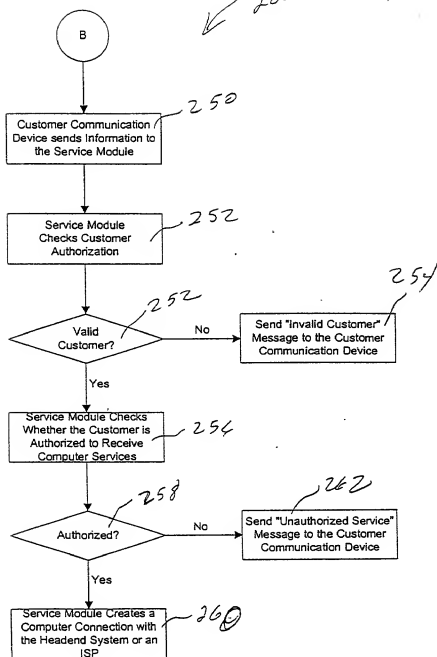 B
250
Customer Communication
Device sends Information to
the Service Module
252
Service Module
Checks Customer
Authorization
252
Valid
Customer?
No
254
Send "Invalid Customer"
Message to the Customer
Communication Device
Yes
Service Module Checks
Whether the Customer is
Authorized to Receive
Computer Services
256
258
Authorized?
No
262
Send "Unauthorized Service"
Message to the Customer
Communication Device
Yes
Service Module Creates a
Computer Connection with
the Headend System or an
ISP
260